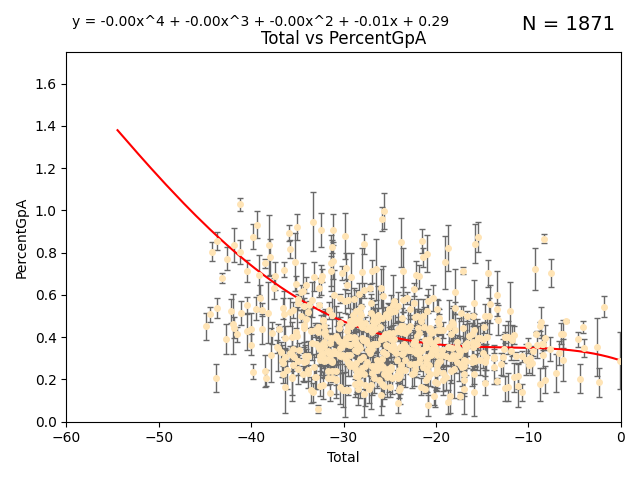 y = -0.00x^4 + -0.00x^3 + -0.00x^2 + -0.01x + 0.29
N = 1871
Total vs PercentGpA
PercentGpA
1.6
1.4
1.2
1.0
0.8
0.6
0.4
0.2
0.0
−60 −50 −40 −30 −20 −10 0
Total